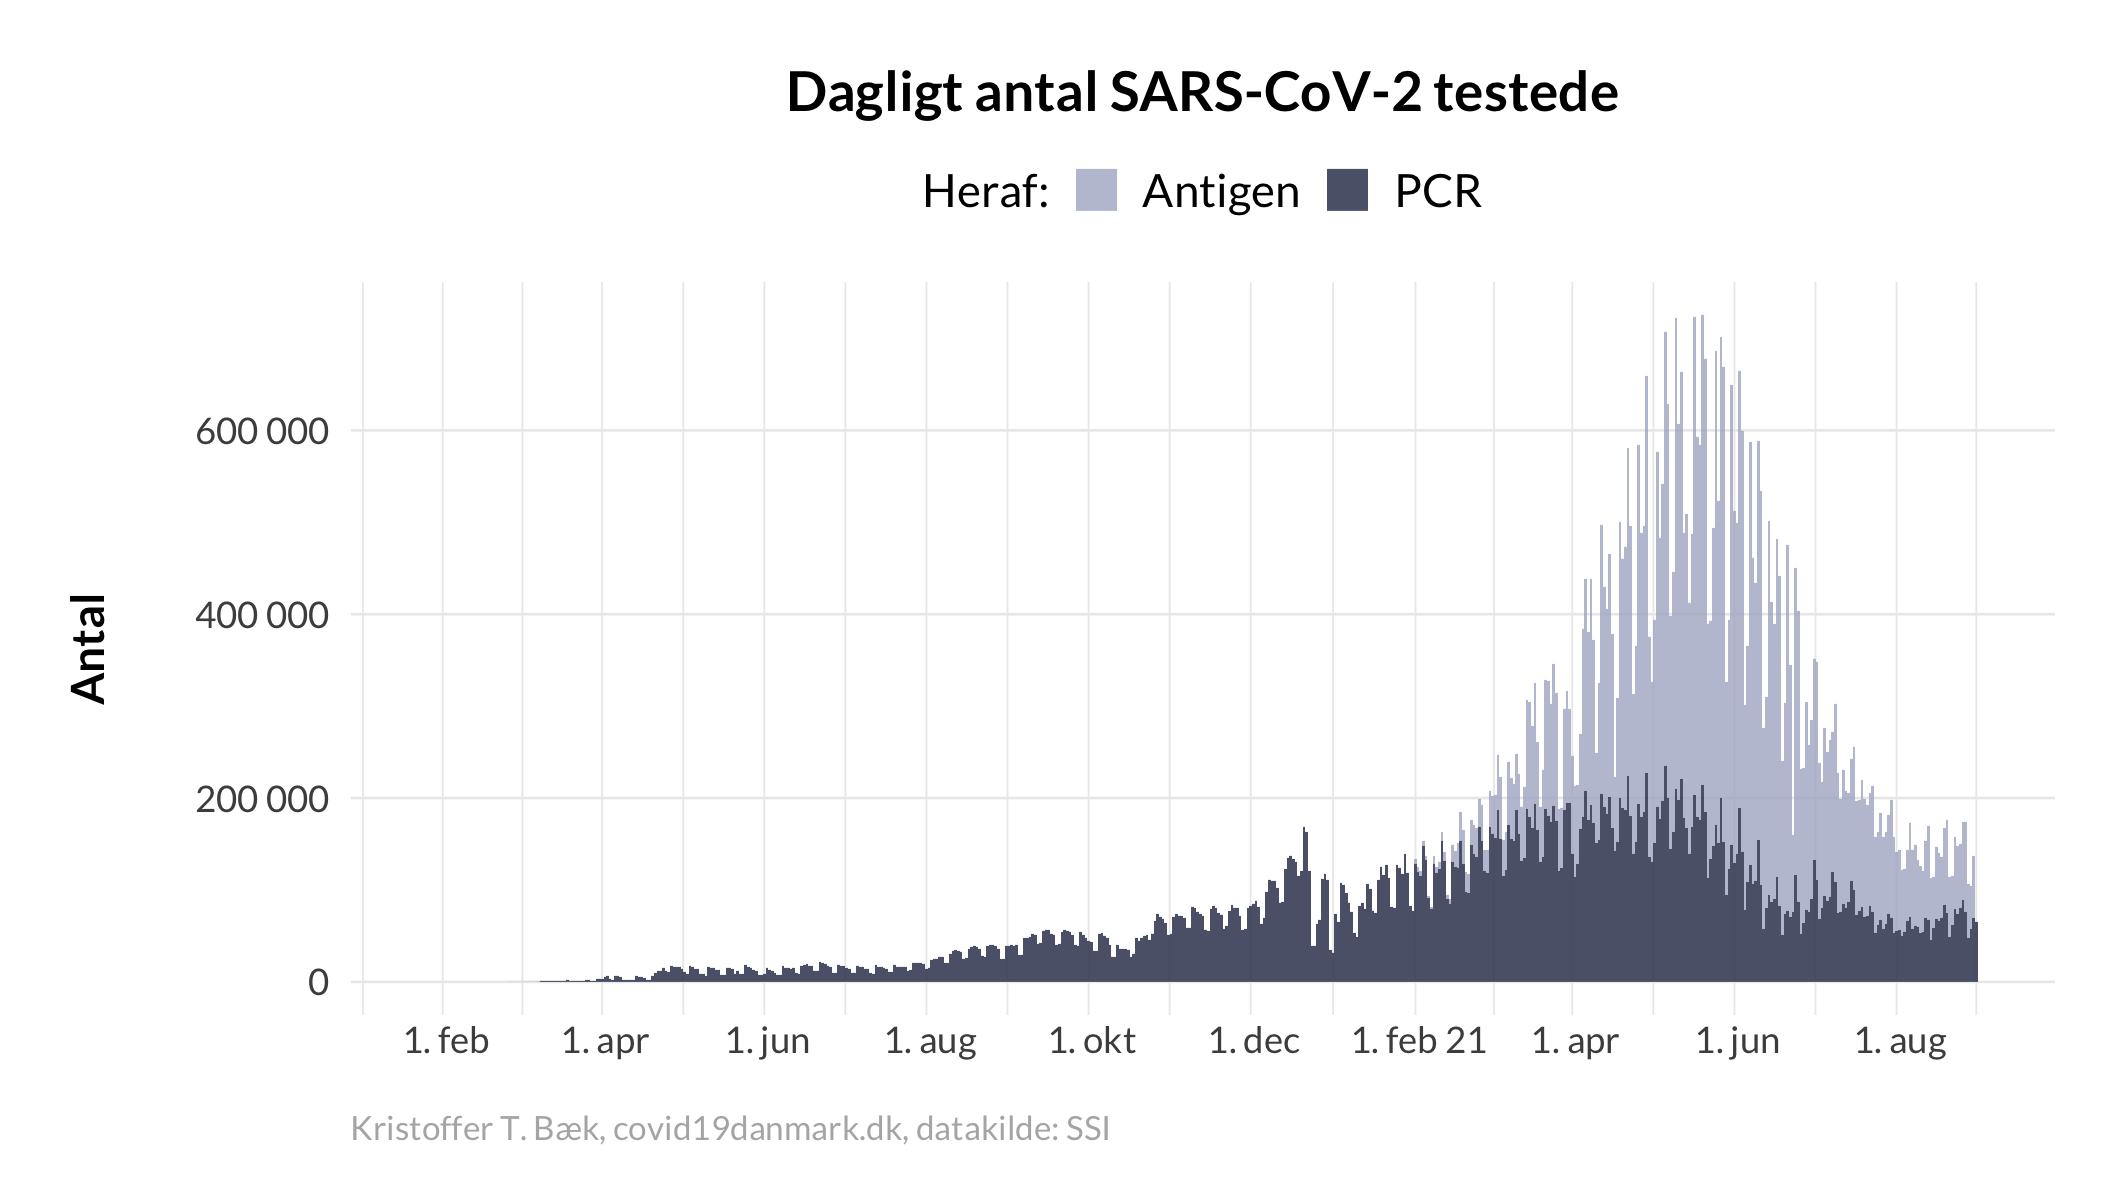 Dagligt antal SARS-CoV-2 testede
Heraf: Antigen PCR
Antal
600 000
400 000
200 000
0
1. feb 1. apr 1. jun 1. aug 1. okt 1. dec 1. feb 21 1. apr 1. jun 1. aug
Kristoffer T. Bæk, covid19danmark.dk, datakilde: SSI